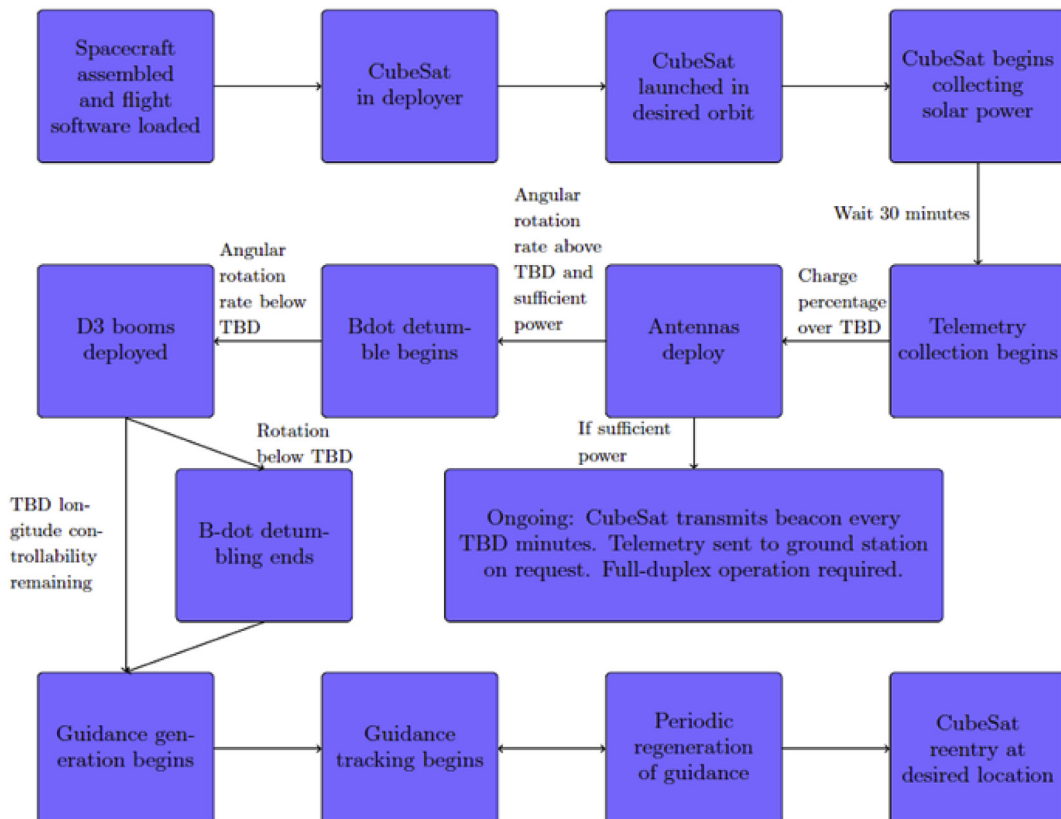 Spacecraft
assembled
and flight
software loaded
CubeSat
in deployer
CubeSat
launched in
desired orbit
CubeSat begins
collecting
solar power
Wait 30 minutes
Telemetry
collection begins
Charge
percentage
over TBD
Antennas
deploy
Angular
rotation
rate above
TBD and
sufficient
power
Bdot detum-
ble begins
Angular
rotation
rate below
TBD
D3 booms
deployed
If sufficient
power
Ongoing: CubeSat transmits beacon every
TBD minutes. Telemetry sent to ground station
on request. Full-duplex operation required.
Rotation
below TBD
B-dot detum-
bling ends
TBD lon-
gitude con-
trollability
remaining
Guidance gen-
eration begins
Guidance
tracking begins
Periodic
regeneration
of guidance
CubeSat
reentry at
desired location